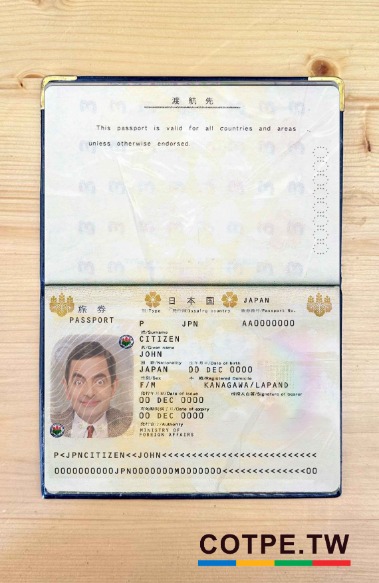 渡航先
This passport is valid for all countries and areas
unless otherwise endorsed.
旅券 日本国 JAPAN
PASSPORT
型/Type 発行国/Issuing country 旅券番号/Passport No.
P JPN AA0000000
姓/Surname
CITIZEN
名/Given name
JOHN
国籍/Nationality 生年月日/Date of birth
JAPAN 00 DEC 0000
性別/Sex 本籍/Registered Domicile
F/M KANAGAWA/LAPAND
発行年月日/Date of issue 所持人自署/Signature of bearer
00 DEC 0000
有効期間満了日/Date of expiry
00 DEC 0000
発行官庁/Authority
MINISTRY OF
FOREIGN AFFAIRS
P<JPNCITIZEN<<JOHN<<<<<<<<<<<<<<<<<<<<<<<<<<
0000000000JPN0000000M0000000<<<<<<<<<<<<<<00
COTPE.TW